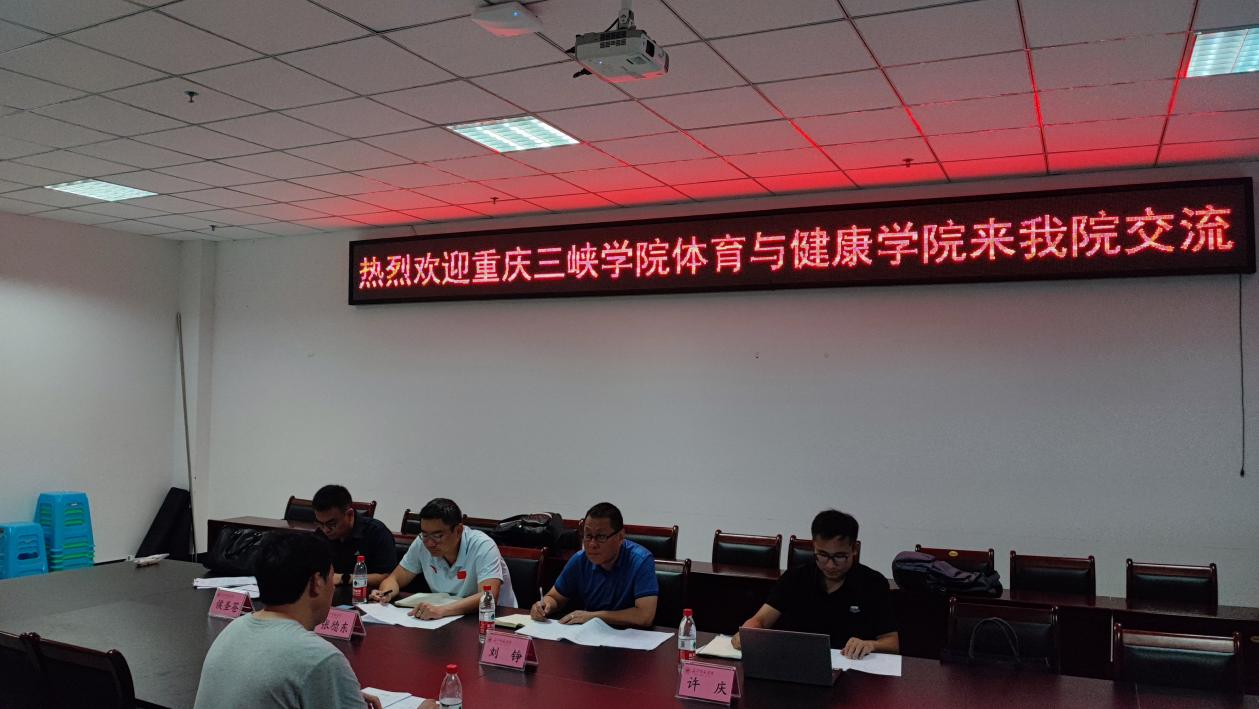 热烈欢迎重庆三峡学院体育与健康学院来我院交流
张德东
刘铮
许庆